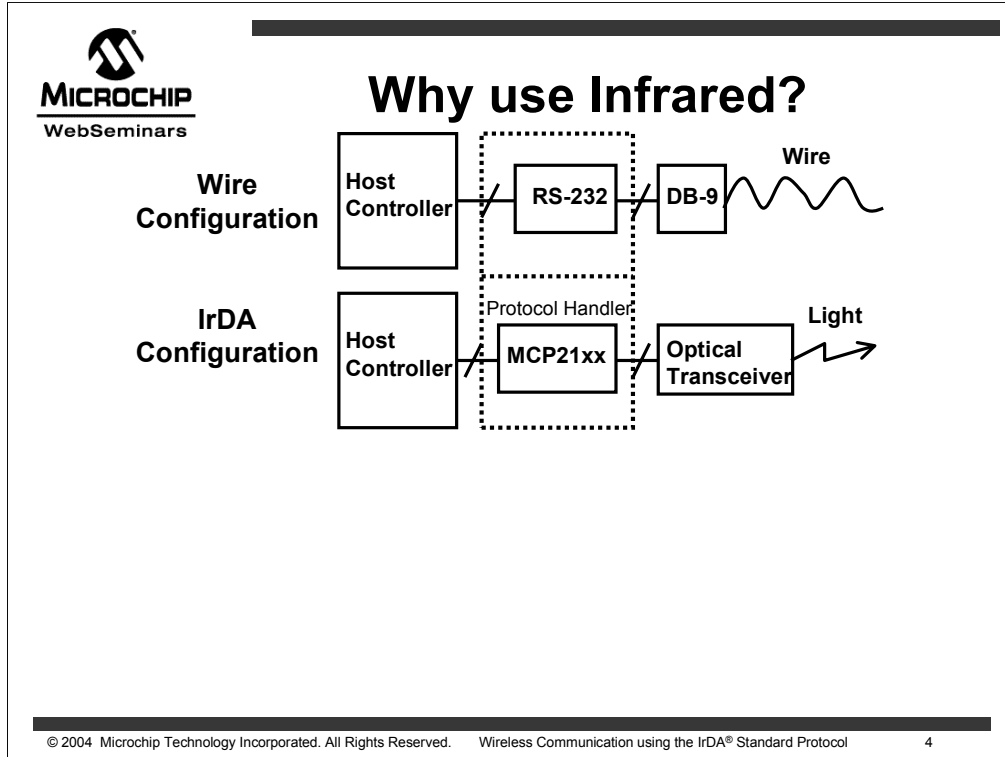 MICROCHIP
WebSeminars
Why use Infrared?
Wire
Configuration
Host
Controller
RS-232
DB-9
Wire
IrDA
Configuration
Host
Controller
Protocol Handler
MCP21xx
Optical
Transceiver
Light
© 2004 Microchip Technology Incorporated. All Rights Reserved. Wireless Communication using the IrDA® Standard Protocol 4